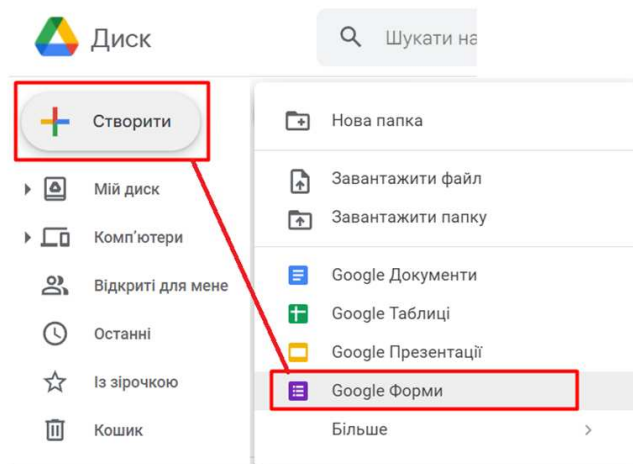 Диск
Шукати на
Створити
Мій диск
Комп'ютери
Відкриті для мене
Останні
Із зірочкою
Кошик
Нова папка
Завантажити файл
Завантажити папку
Google Документи
Google Таблиці
Google Презентації
Google Форми
Більше